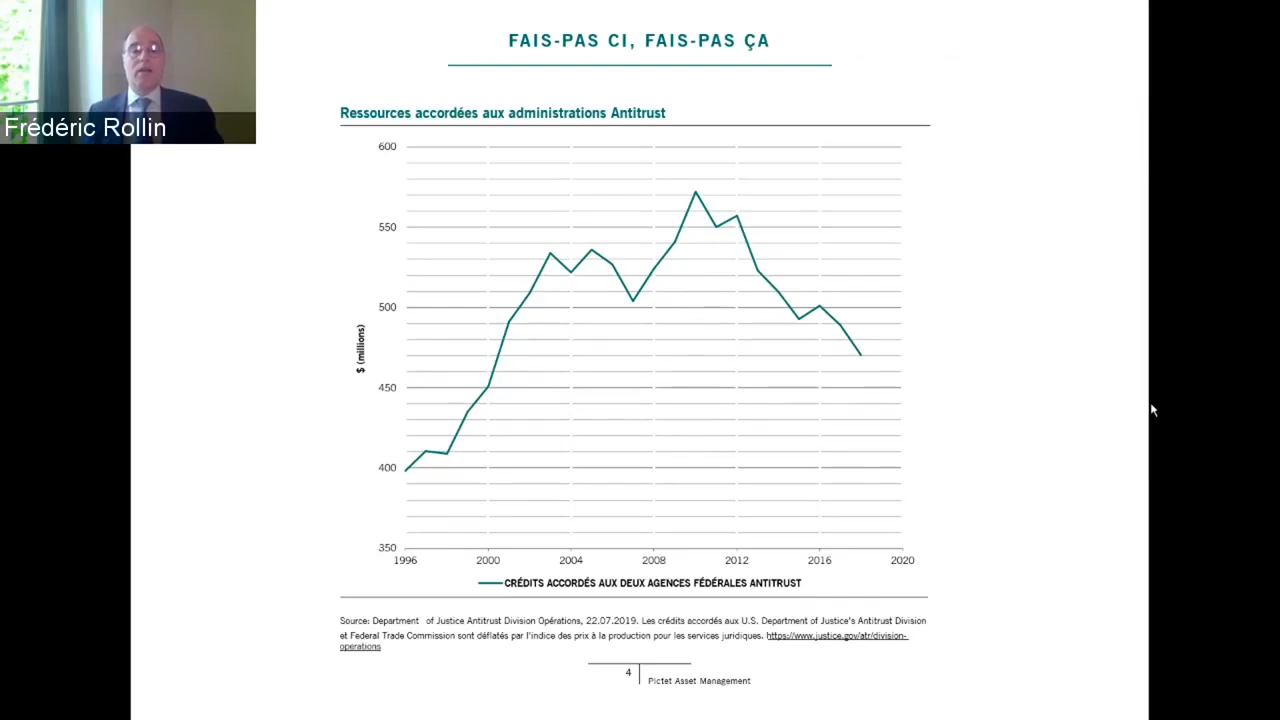 FAIS-PAS CI, FAIS-PAS ÇA
Frédéric Rollin
Ressources accordées aux administrations Antitrust
600
550
500
450
400
350
$ (millions)
1996 2000 2004 2008 2012 2016 2020
CRÉDITS ACCORDÉS AUX DEUX AGENCES FÉDÉRALES ANTITRUST
Source: Department of Justice Antitrust Division Opérations, 22.07.2019. Les crédits accordés aux U.S. Department of Justice's Antitrust Division
et Federal Trade Commission sont déflatés par l'indice des prix à la production pour les services juridiques. https://www.justice.gov/atr/division-
operations
4
Pictet Asset Management